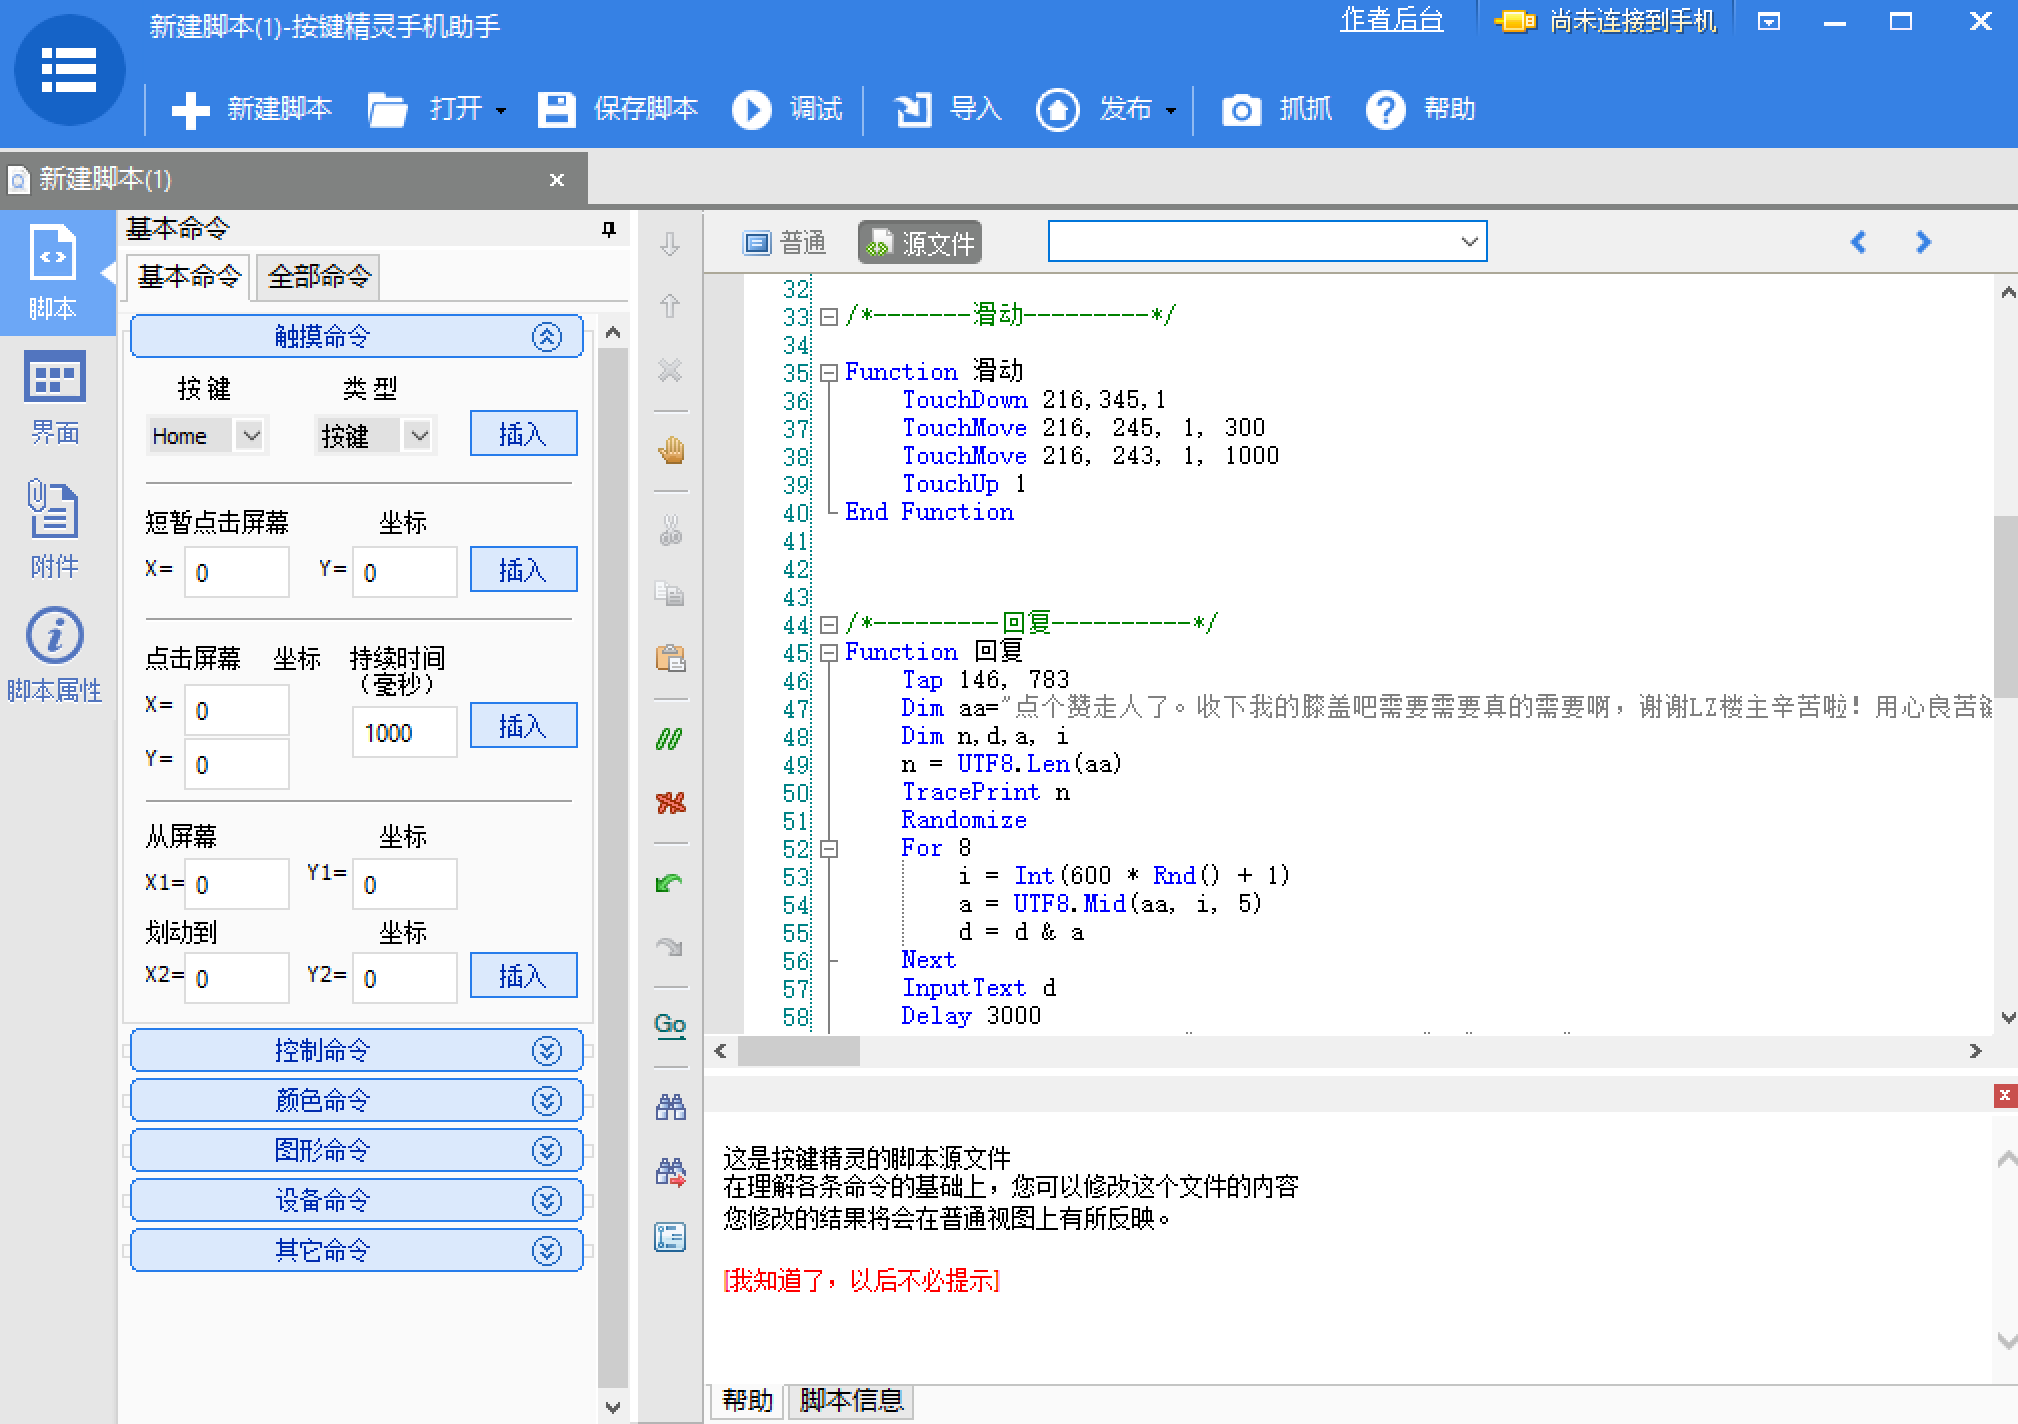 新建脚本(1)-按键精灵手机助手
作者后台
尚未连接到手机
新建脚本
打开
保存脚本
调试
导入
发布
抓抓
帮助
新建脚本(1)
脚本
界面
附件
脚本属性
基本命令
基本命令
全部命令
触摸命令
按 键
类 型
Home
按键
插入
短暂点击屏幕
坐标
X= 0
Y= 0
插入
点击屏幕
坐标
持续时间
（毫秒）
X= 0
1000
插入
Y= 0
从屏幕
坐标
X1= 0
Y1= 0
划动到
坐标
X2= 0
Y2= 0
插入
控制命令
颜色命令
图形命令
设备命令
其它命令
Go
普通
源文件
32
33 /*-------滑动---------*/
34
35 Function 滑动
36 TouchDown 216,345,1
37 TouchMove 216, 245, 1, 300
38 TouchMove 216, 243, 1, 1000
39 TouchUp 1
40 End Function
41
42
43
44 /*---------回复----------*/
45 Function 回复
46 Tap 146, 783
47 Dim aa="点个赞走人了。收下我的膝盖吧需要需要真的需要啊，谢谢LZ楼主辛苦啦！用心良苦
48 Dim n,d,a, i
49 n = UTF8.Len(aa)
50 TracePrint n
51 Randomize
52 For 8
53 i = Int(600 * Rnd() + 1)
54 a = UTF8.Mid(aa, i, 5)
55 d = d & a
56 Next
57 InputText d
58 Delay 3000
这是按键精灵的脚本源文件
在理解各条命令的基础上，您可以修改这个文件的内容
您修改的结果将会在普通视图上有所反映。
[我知道了，以后不必提示]
帮助
脚本信息